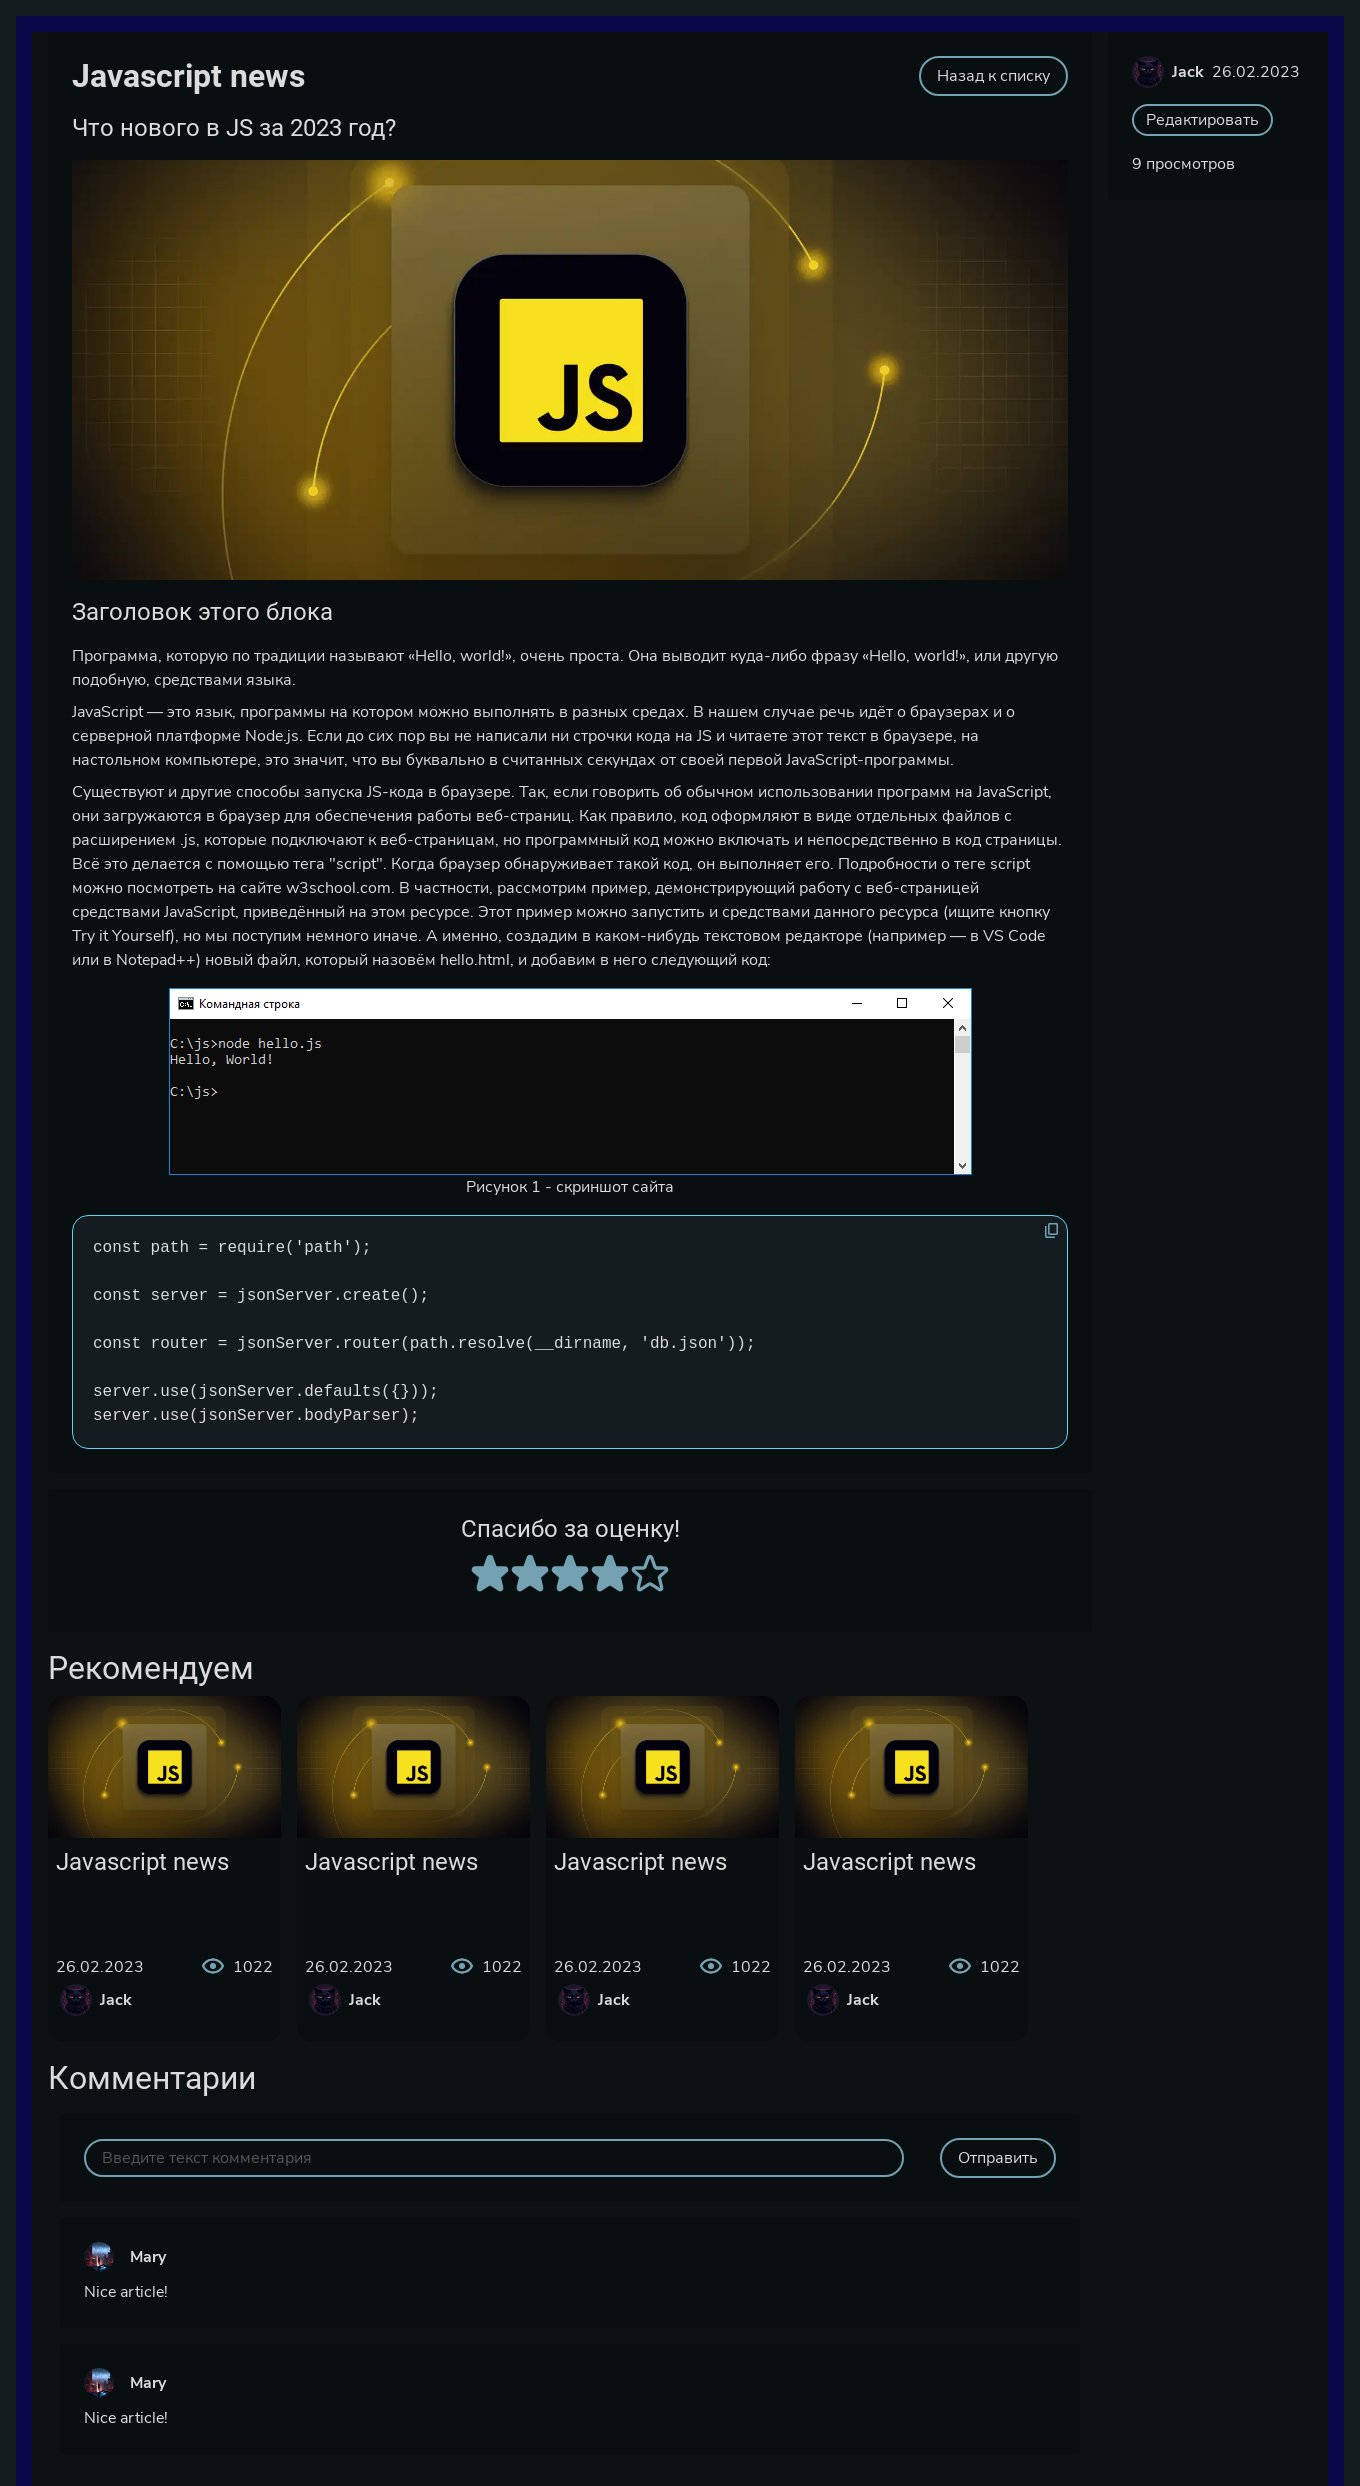 Javascript news
Назад к списку
Что нового в JS за 2023 год?
JS
Заголовок этого блока
Программа, которую по традиции называют «Hello, world!», очень проста. Она выводит куда-либо фразу «Hello, world!», или другую
подобную, средствами языка.
JavaScript — это язык, программы на котором можно выполнять в разных средах. В нашем случае речь идёт о браузерах и о
серверной платформе Node.js. Если до сих пор вы не написали ни строчки кода на JS и читаете этот текст в браузере, на
настольном компьютере, это значит, что вы буквально в считанных секундах от своей первой JavaScript-программы.
Существуют и другие способы запуска JS-кода в браузере. Так, если говорить об обычном использовании программ на JavaScript,
они загружаются в браузер для обеспечения работы веб-страниц. Как правило, код оформляют в виде отдельных файлов с
расширением .js, которые подключают к веб-страницам, но программный код можно включать и непосредственно в код страницы.
Всё это делается с помощью тега "script". Когда браузер обнаруживает такой код, он выполняет его. Подробности о теге script
можно посмотреть на сайте w3school.com. В частности, рассмотрим пример, демонстрирующий работу с веб-страницей
средствами JavaScript, приведённый на этом ресурсе. Этот пример можно запустить и средствами данного ресурса (ищите кнопку
Try it Yourself), но мы поступим немного иначе. А именно, создадим в каком-нибудь текстовом редакторе (например — в VS Code
или в Notepad++) новый файл, который назовём hello.html, и добавим в него следующий код:
Командная строка
C:\js>node hello.js
Hello, World!
C:\js>
Рисунок 1 - скриншот сайта
const path = require('path');
const server = jsonServer.create();
const router = jsonServer.router(path.resolve(__dirname, 'db.json'));
server.use(jsonServer.defaults({}));
server.use(jsonServer.bodyParser);
Спасибо за оценку!
Рекомендуем
JS
Javascript news
26.02.2023 1022
Jack
JS
Javascript news
26.02.2023 1022
Jack
JS
Javascript news
26.02.2023 1022
Jack
JS
Javascript news
26.02.2023 1022
Jack
Комментарии
Введите текст комментария
Отправить
Mary
Nice article!
Mary
Nice article!
Jack 26.02.2023
Редактировать
9 просмотров